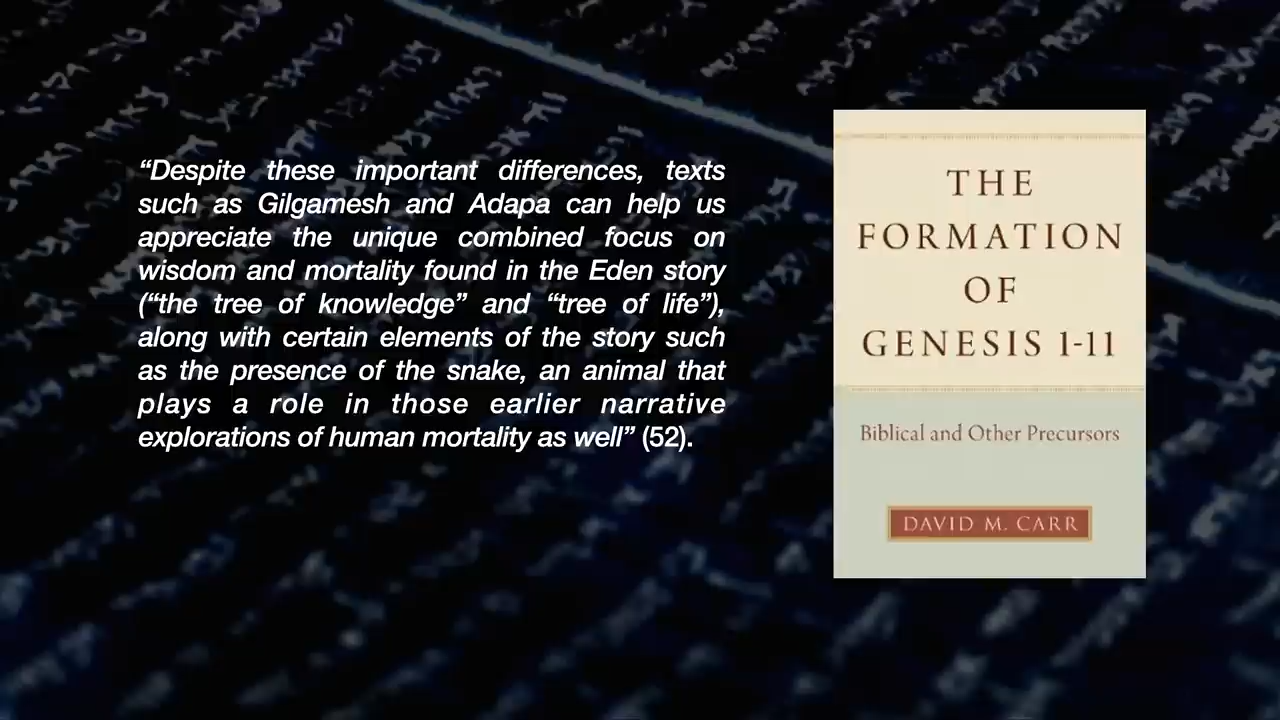 “Despite these important differences, texts
such as Gilgamesh and Adapa can help us
appreciate the unique combined focus on
wisdom and mortality found in the Eden story
(“the tree of knowledge” and “tree of life”),
along with certain elements of the story such
as the presence of the snake, an animal that
plays a role in those earlier narrative
explorations of human mortality as well” (52).
THE
FORMATION
OF
GENESIS 1-11
Biblical and Other Precursors
DAVID M. CARR